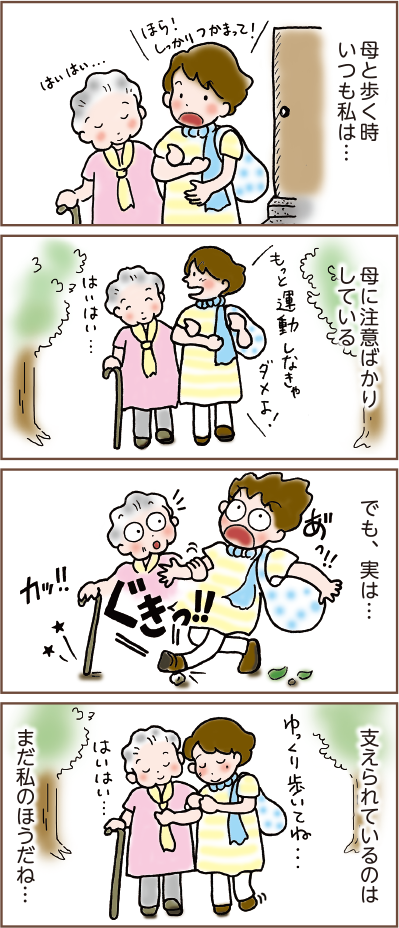 母と歩く時
いつも私は…
ほら!
しっかりつかまって!
はいはい…
母に注意ばかり
している
もっと運動しなきゃ
ダメよ!
はいはい…
でも、実は…
あっ!!
ぐきっ!!
カッ!!
支えられているのは
まだ私のほうだね…
ゆっくり歩いてね…
はいはい…